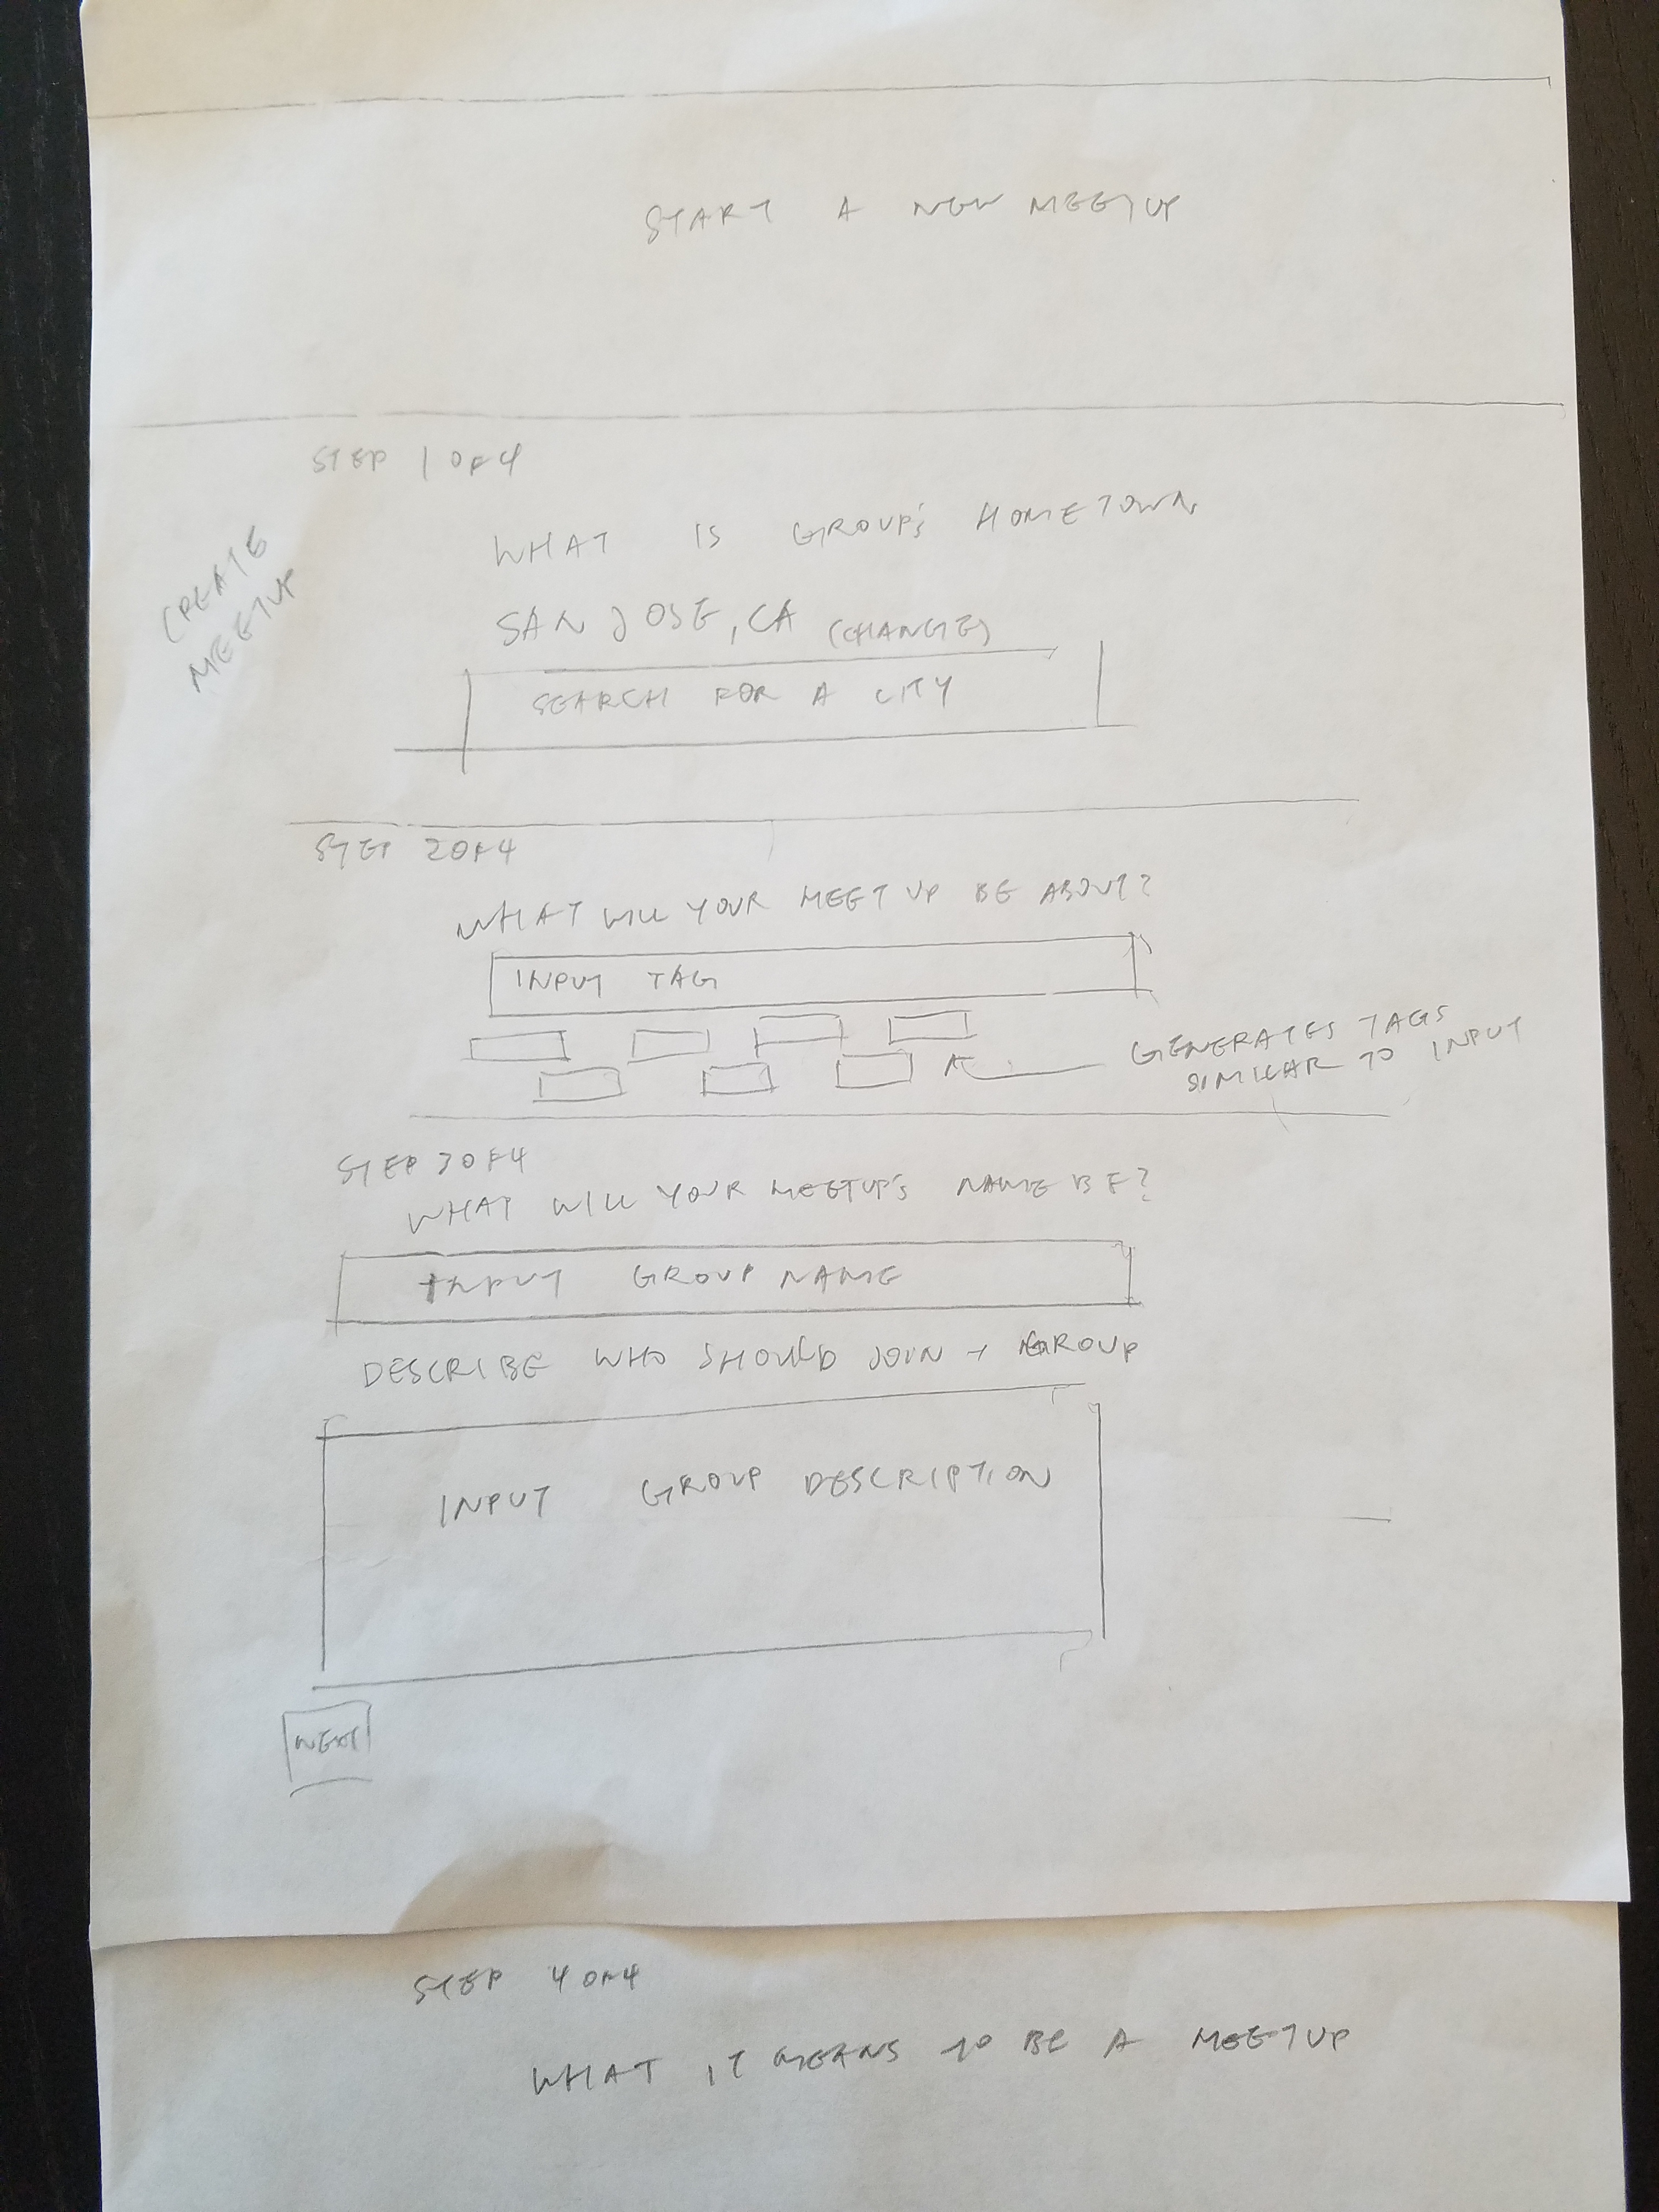 START A NEW MEETUP
STEP 1 OF 4
CREATE
MEETUP
WHAT IS GROUP'S HOMETOWN
SAN JOSE, CA (CHANGE)
SEARCH FOR A CITY
STEP 2 OF 4
WHAT WILL YOUR MEETUP BE ABOUT?
INPUT TAG
GENERATES TAGS
SIMILAR TO INPUT
STEP 3 OF 4
WHAT WILL YOUR MEETUP'S NAME BE?
INPUT GROUP NAME
DESCRIBE WHO SHOULD JOIN + GROUP
INPUT GROUP DESCRIPTION
NEXT
STEP 4 OF 4
WHAT IT MEANS TO BE A MEETUP